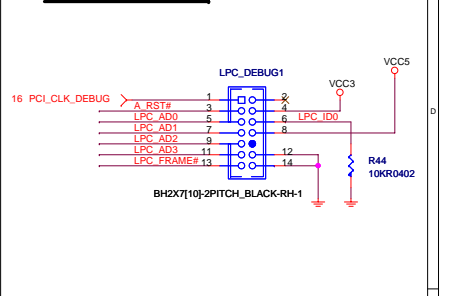 VCC5
LPC_DEBUG1
VCC3
16 PCI_CLK_DEBUG 1 2
A_RST# 3 4
LPC_AD0 5 6 LPC_ID0
LPC_AD1 7 8
LPC_AD2 9
LPC_AD3 11 12
LPC_FRAME# 13 14
R44
10KR0402
BH2X7[10]-2PITCH_BLACK-RH-1
D